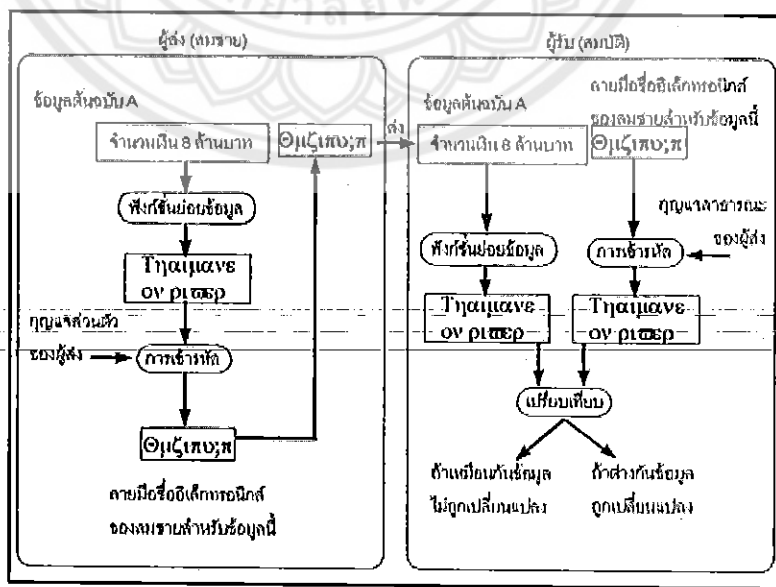 ผู้ส่ง (สมชาย)
ข้อมูลต้นฉบับ A
จำนวนเงิน 8 ล้านบาท
Θμζιπυ;π
ส่ง
ฟังก์ชั่นย่อยข้อมูล
Τηαιμανε
ον ριϖερ
กุญแจส่วนตัว
ของผู้ส่ง
การเข้ารหัส
Θμζιπυ;π
ลายมือชื่ออิเล็กทรอนิกส์
ของสมชายสำหรับข้อมูลนี้
ผู้รับ (สมบัติ)
ข้อมูลต้นฉบับ A
จำนวนเงิน 8 ล้านบาท
ลายมือชื่ออิเล็กทรอนิกส์
ของสมชายสำหรับข้อมูลนี้
Θμζιπυ;π
กุญแจสาธารณะ
ของผู้ส่ง
ฟังก์ชั่นย่อยข้อมูล
การเข้ารหัส
Τηαιμανε
ον ριϖερ
Τηαιμανε
ον ριϖερ
เปรียบเทียบ
ถ้าเหมือนกันข้อมูล
ไม่ถูกเปลี่ยนแปลง
ถ้าต่างกันข้อมูล
ถูกเปลี่ยนแปลง